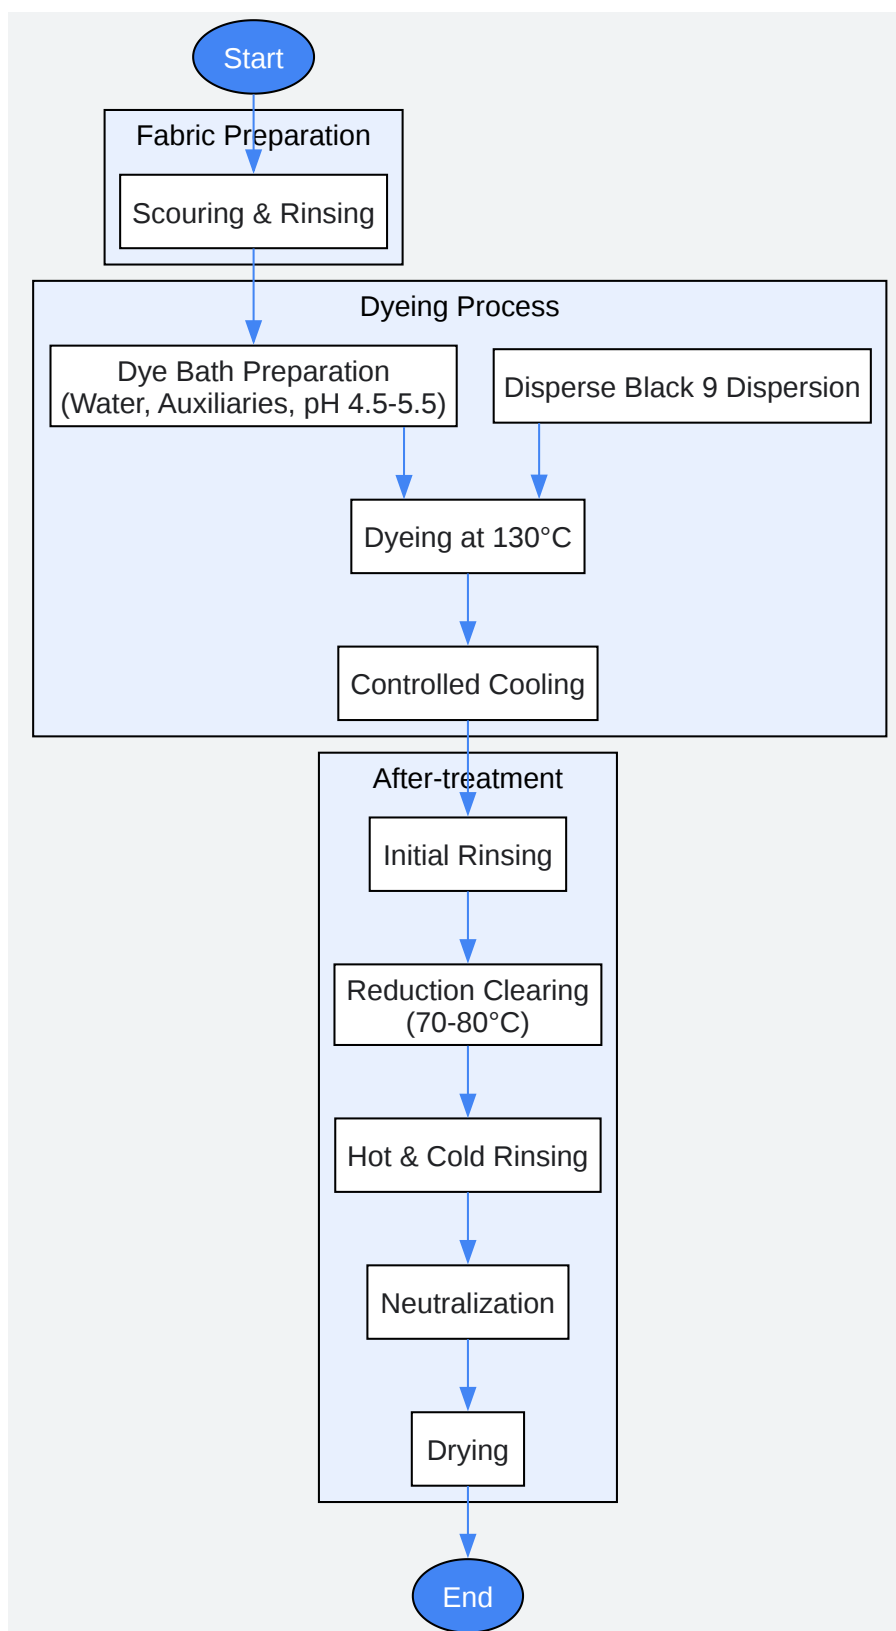 Start
Fabric Preparation
Scouring & Rinsing
Dyeing Process
Dye Bath Preparation
(Water, Auxiliaries, pH 4.5-5.5)
Disperse Black 9 Dispersion
Dyeing at 130°C
Controlled Cooling
After-treatment
Initial Rinsing
Reduction Clearing
(70-80°C)
Hot & Cold Rinsing
Neutralization
Drying
End